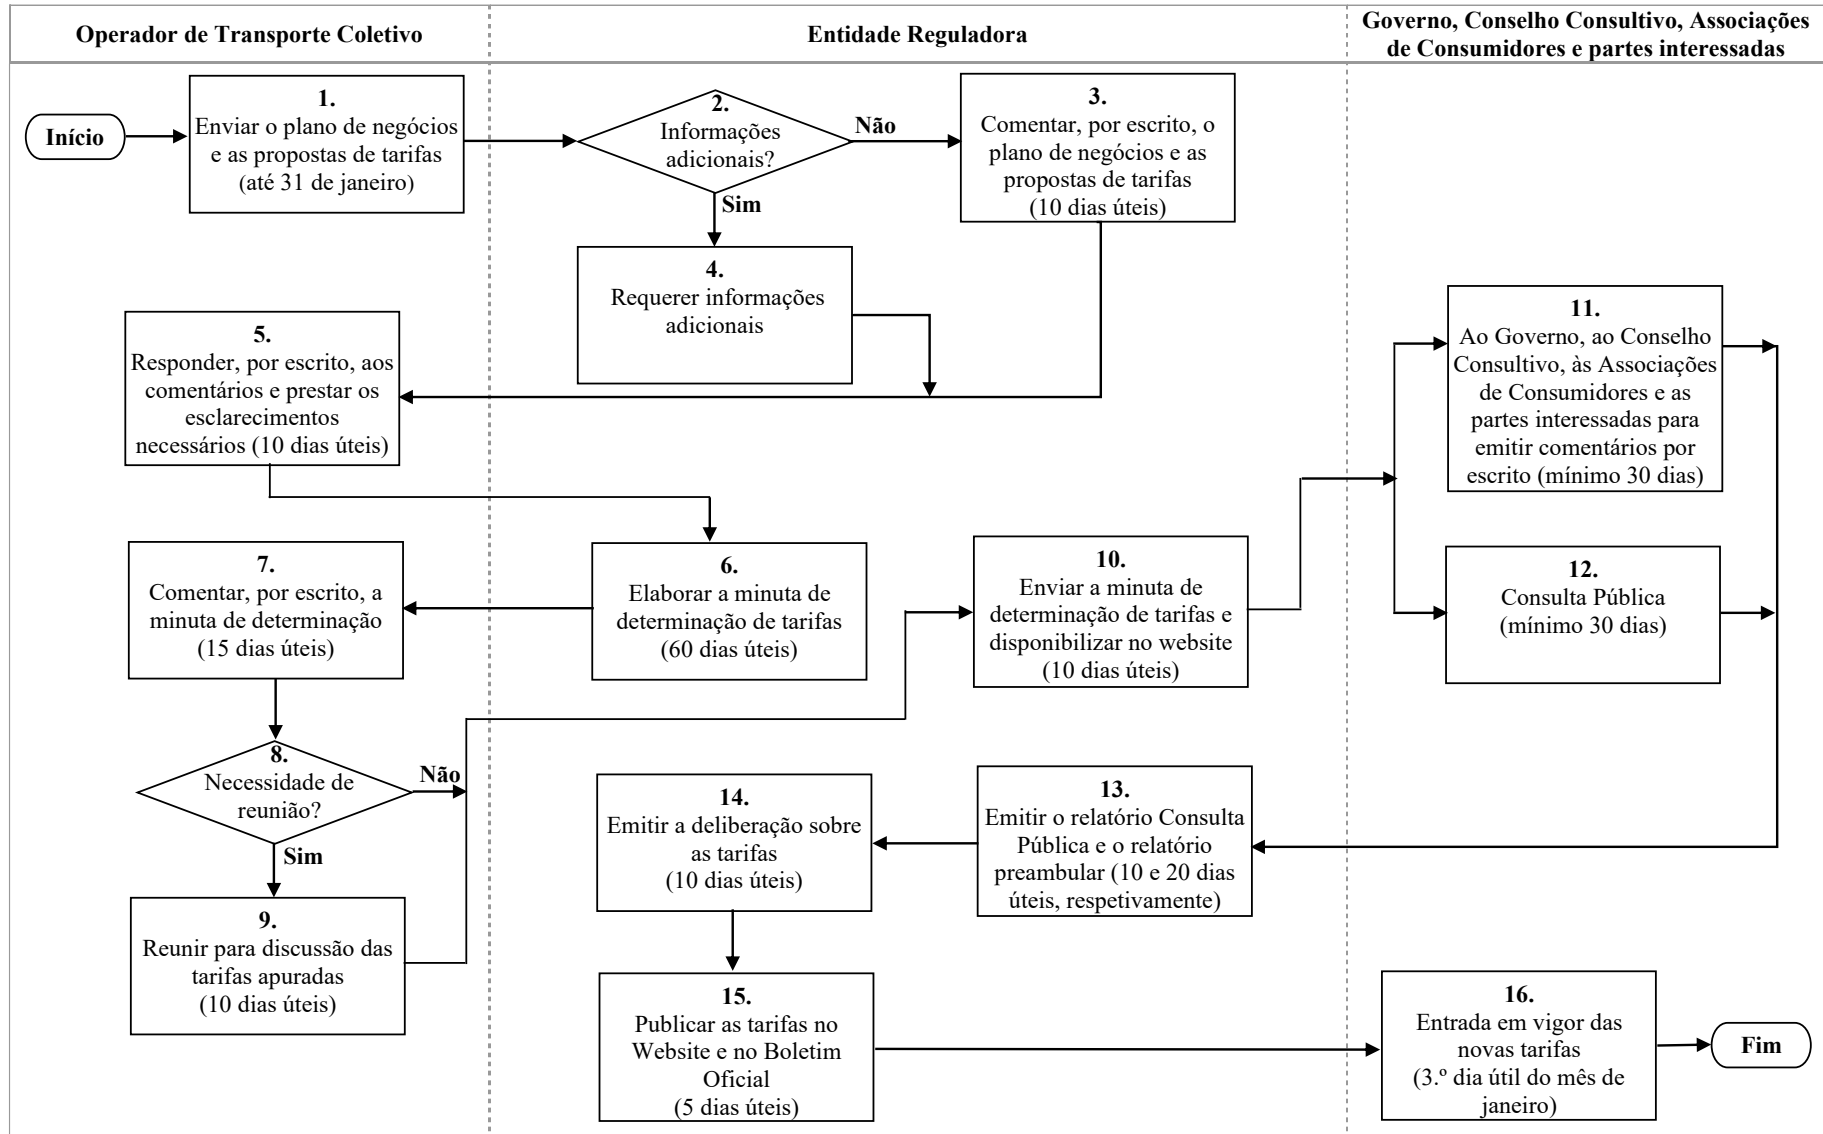 Operador de Transporte Coletivo
Entidade Reguladora
Governo, Conselho Consultivo, Associações
de Consumidores e partes interessadas
Início
1.
Enviar o plano de negócios
e as propostas de tarifas
(até 31 de janeiro)
2.
Informações
adicionais?
Não
Sim
3.
Comentar, por escrito, o
plano de negócios e as
propostas de tarifas
(10 dias úteis)
4.
Requerer informações
adicionais
5.
Responder, por escrito, aos
comentários e prestar os
esclarecimentos
necessários (10 dias úteis)
6.
Elaborar a minuta de
determinação de tarifas
(60 dias úteis)
7.
Comentar, por escrito, a
minuta de determinação
(15 dias úteis)
8.
Necessidade de
reunião?
Não
Sim
9.
Reunir para discussão das
tarifas apuradas
(10 dias úteis)
10.
Enviar a minuta de
determinação de tarifas e
disponibilizar no website
(10 dias úteis)
11.
Ao Governo, ao Conselho
Consultivo, às Associações
de Consumidores e as
partes interessadas para
emitir comentários por
escrito (mínimo 30 dias)
12.
Consulta Pública
(mínimo 30 dias)
13.
Emitir o relatório Consulta
Pública e o relatório
preambular (10 e 20 dias
úteis, respetivamente)
14.
Emitir a deliberação sobre
as tarifas
(10 dias úteis)
15.
Publicar as tarifas no
Website e no Boletim
Oficial
(5 dias úteis)
16.
Entrada em vigor das
novas tarifas
(3.º dia útil do mês de
janeiro)
Fim